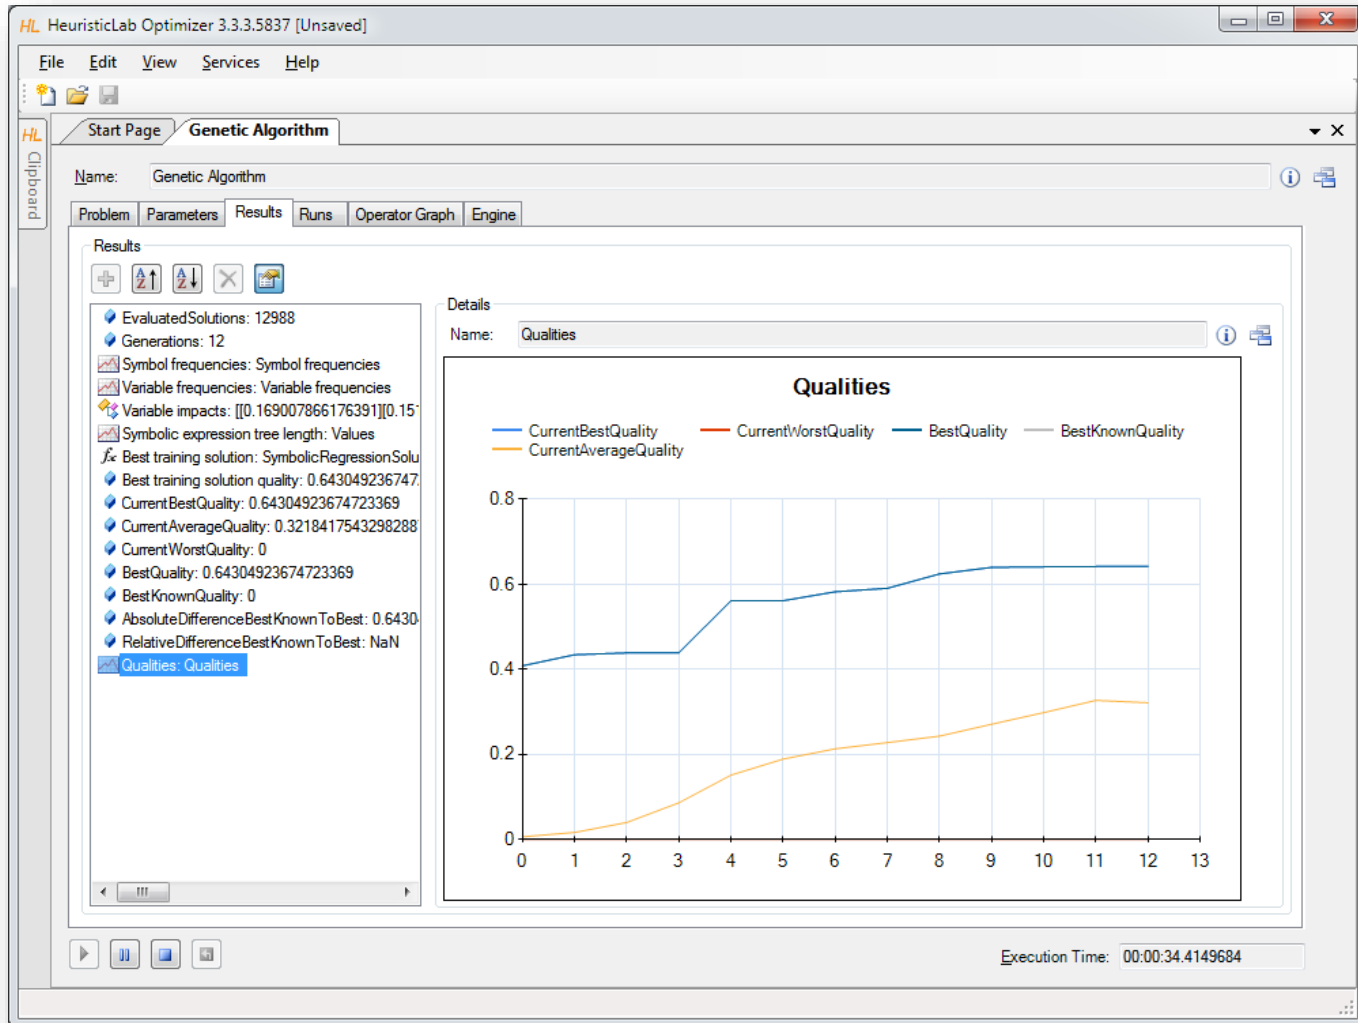 HL HeuristicLab Optimizer 3.3.3.5837 [Unsaved]
File Edit View Services Help
HL Clipboard
Start Page Genetic Algorithm
Name: Genetic Algorithm
Problem Parameters Results Runs Operator Graph Engine
Results
EvaluatedSolutions: 12988
Generations: 12
Symbol frequencies: Symbol frequencies
Variable frequencies: Variable frequencies
Variable impacts: [[0.169007866176391][0.15
Symbolic expression tree length: Values
Best training solution: SymbolicRegressionSolu
Best training solution quality: 0.643049236747
CurrentBestQuality: 0.64304923674723369
CurrentAverageQuality: 0.3218417543298288
CurrentWorstQuality: 0
BestQuality: 0.64304923674723369
BestKnownQuality: 0
AbsoluteDifferenceBestKnownToBest: 0.6430
RelativeDifferenceBestKnownToBest: NaN
Qualities: Qualities
Details
Name: Qualities
Qualities
CurrentBestQuality CurrentWorstQuality BestQuality BestKnownQuality
CurrentAverageQuality
0.8
0.6
0.4
0.2
0
0 1 2 3 4 5 6 7 8 9 10 11 12 13
Execution Time: 00:00:34.4149684